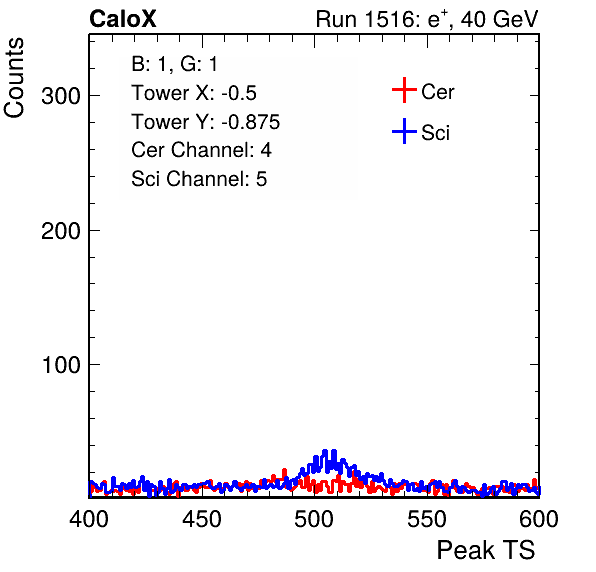 CaloX Run 1516: e⁺, 40 GeV
Counts
B: 1, G: 1
Tower X: -0.5
Tower Y: -0.875
Cer Channel: 4
Sci Channel: 5
Cer
Sci
300
200
100
400 450 500 550 600
Peak TS